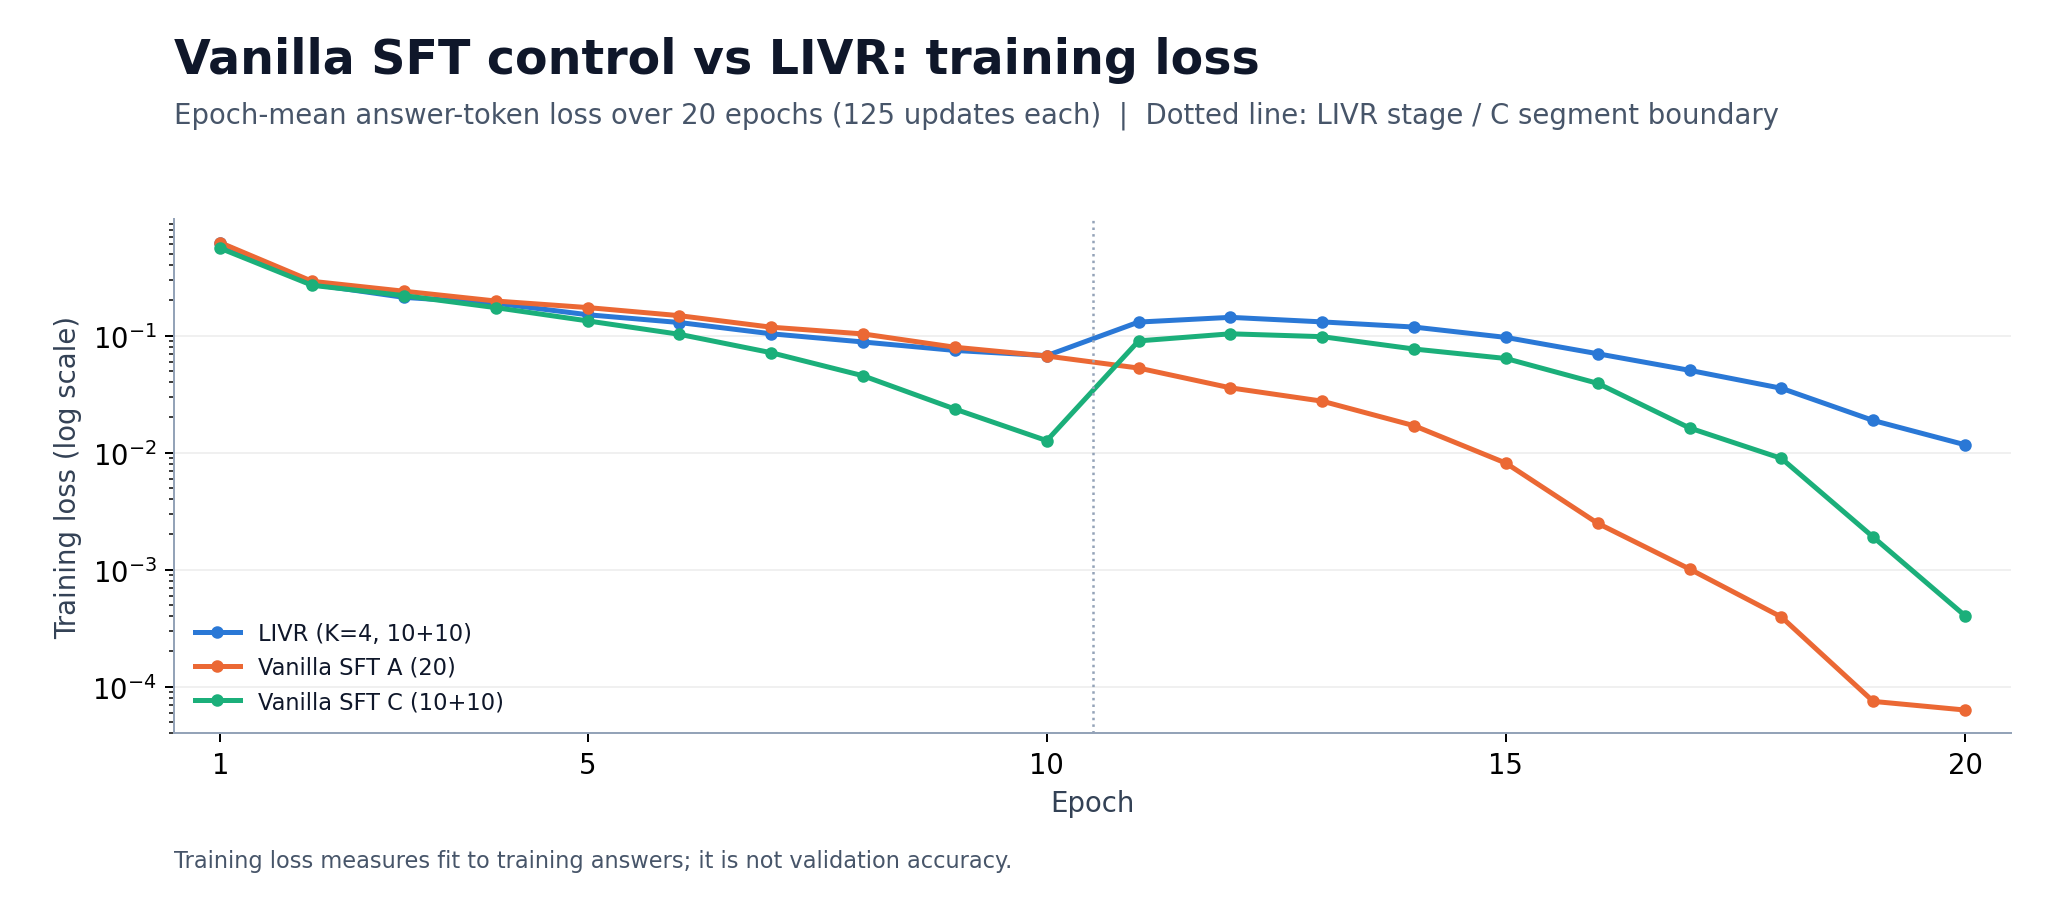 Vanilla SFT control vs LIVR: training loss
Epoch-mean answer-token loss over 20 epochs (125 updates each) | Dotted line: LIVR stage / C segment boundary
Training loss (log scale)
10⁻¹
10⁻²
10⁻³
10⁻⁴
LIVR (K=4, 10+10)
Vanilla SFT A (20)
Vanilla SFT C (10+10)
1 5 10 15 20
Epoch
Training loss measures fit to training answers; it is not validation accuracy.